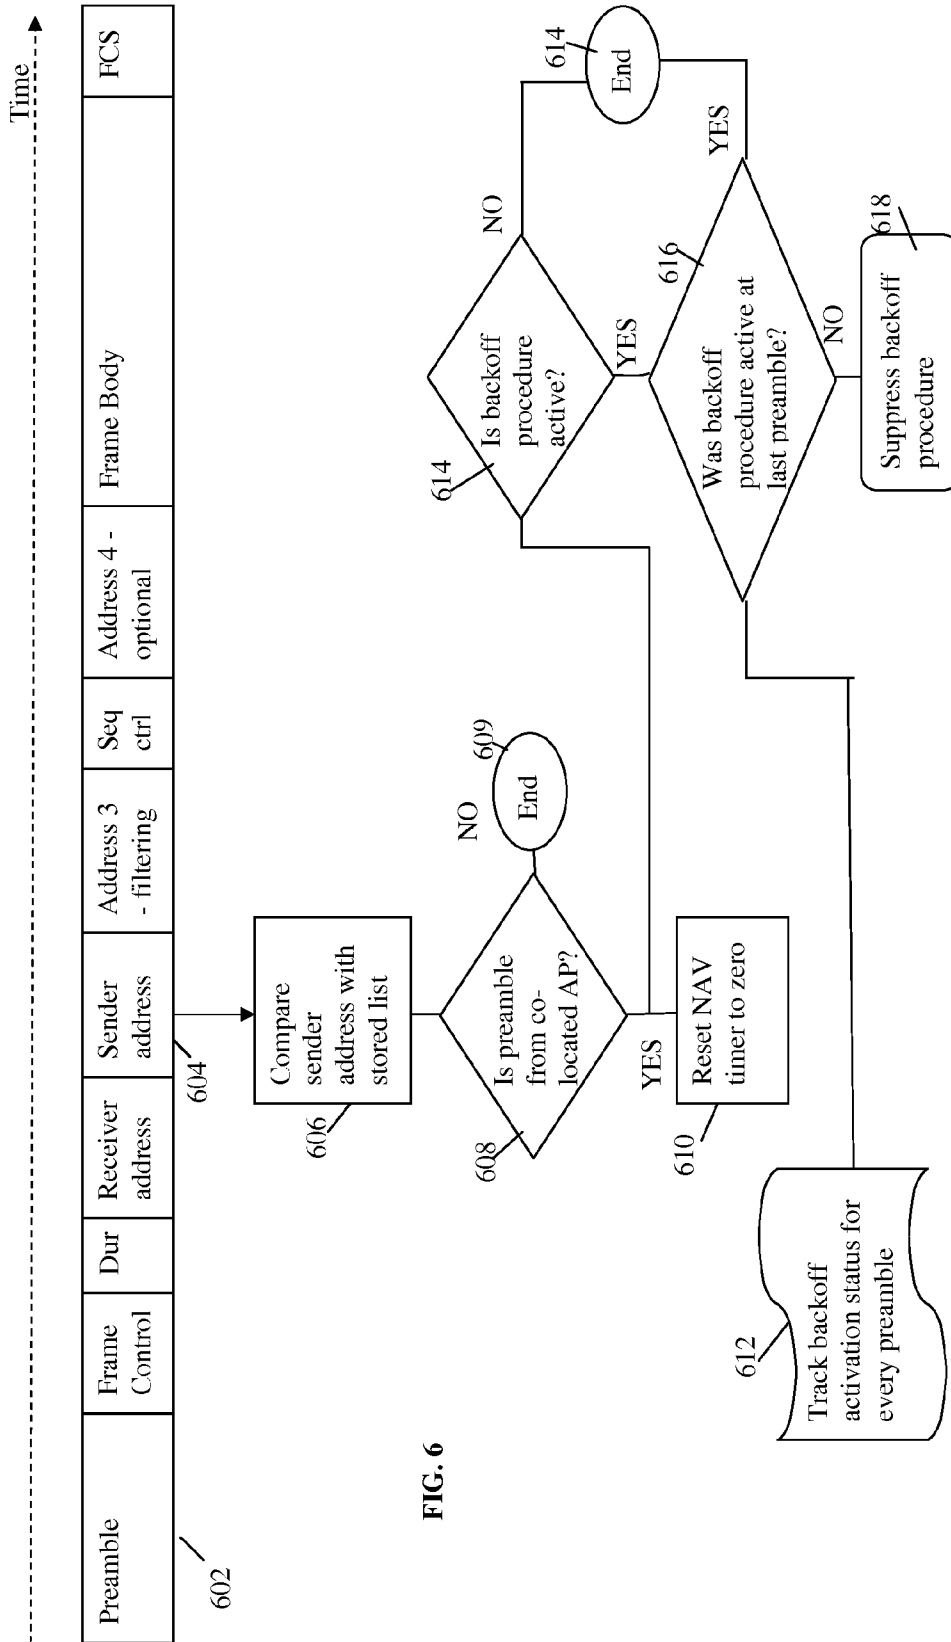 Time
Preamble
Frame
Control
Dur
Receiver
address
Sender
address
Address 3
- filtering
Seq
ctrl
Address 4 -
optional
Frame Body
FCS
602
604
Compare
sender
address with
stored list
606
Is preamble
from co-
located AP?
608
NO
End
609
YES
Reset NAV
timer to zero
610
Is backoff
procedure
active?
614
NO
End
614
YES
Was backoff
procedure active at
last preamble?
616
YES
NO
Suppress backoff
procedure
618
Track backoff
activation status for
every preamble
612
FIG. 6